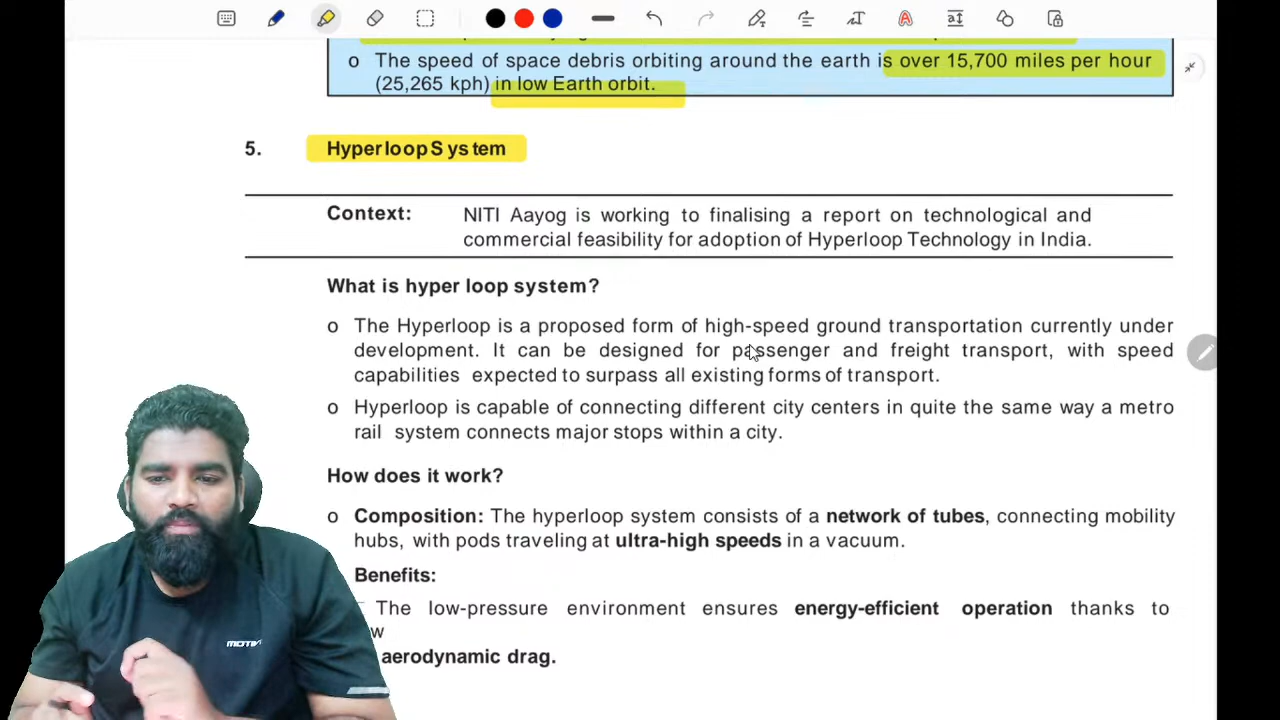 o The speed of space debris orbiting around the earth is over 15,700 miles per hour
(25,265 kph) in low Earth orbit.
5. Hyperloop System
Context: NITI Aayog is working to finalising a report on technological and
commercial feasibility for adoption of Hyperloop Technology in India.
What is hyper loop system?
o The Hyperloop is a proposed form of high-speed ground transportation currently under
development. It can be designed for passenger and freight transport, with speed
capabilities expected to surpass all existing forms of transport.
o Hyperloop is capable of connecting different city centers in quite the same way a metro
rail system connects major stops within a city.
How does it work?
o Composition: The hyperloop system consists of a network of tubes, connecting mobility
hubs, with pods traveling at ultra-high speeds in a vacuum.
Benefits:
The low-pressure environment ensures energy-efficient operation thanks to
aerodynamic drag.